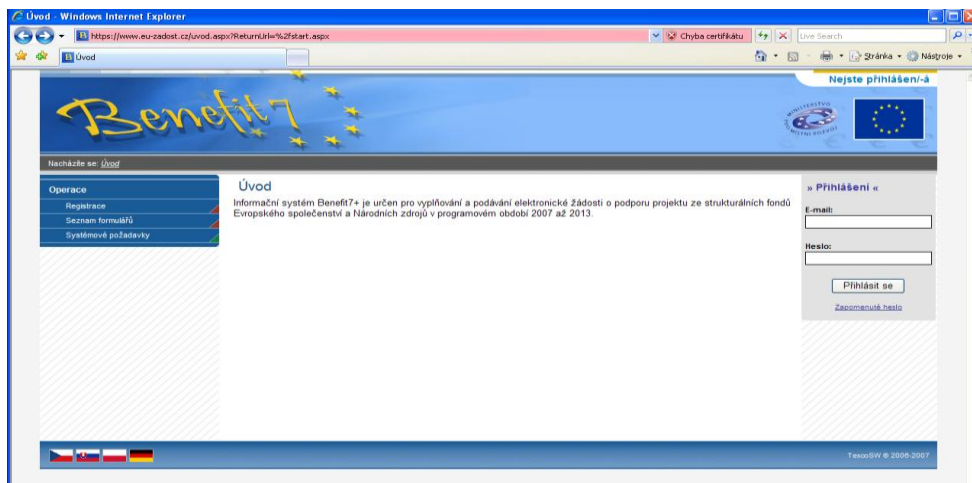 Úvod - Windows Internet Explorer
https://www.eu-zadost.cz/uvod.aspx?ReturnUrl=%2fstart.aspx
Chyba certifikátu
Live Search
Úvod
Stránka
Nástroje
Nejste přihlášen/-á
Benefit7
Nacházíte se: Úvod
Operace
Registrace
Seznam formulářů
Systémové požadavky
Úvod
Informační systém Benefit7+ je určen pro vyplňování a podávání elektronické žádosti o podporu projektu ze strukturálních fondů
Evropského společenství a Národních zdrojů v programovém období 2007 až 2013.
» Přihlášení «
E-mail:
Heslo:
Přihlásit se
Zapomenuté heslo
TescoSW © 2006-2007